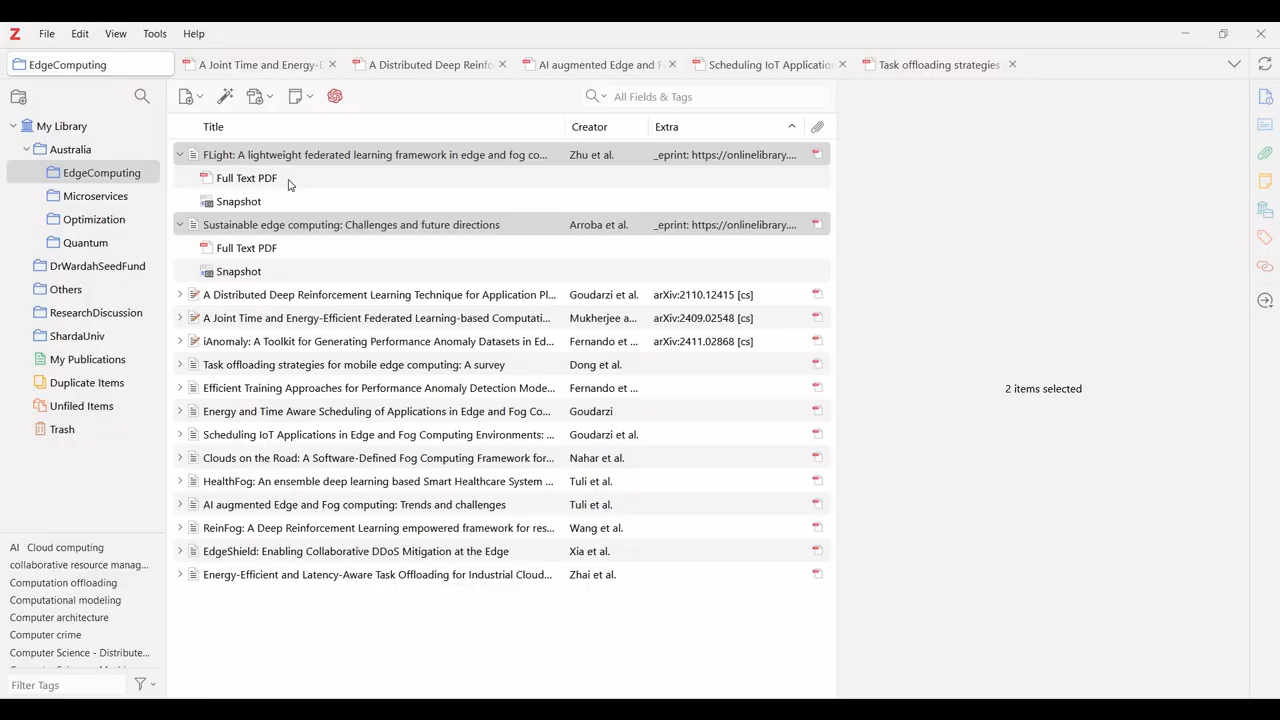 Z File Edit View Tools Help
EdgeComputing A Joint Time and Energy-E A Distributed Deep Reinfo AI augmented Edge and F Scheduling IoT Application Task offloading strategies
All Fields & Tags
My Library
Australia
EdgeComputing
Microservices
Optimization
Quantum
DrWardahSeedFund
Others
ResearchDiscussion
ShardaUniv
My Publications
Duplicate Items
Unfiled Items
Trash
AI Cloud computing
collaborative resource manag...
Computation offloading
Computational modeling
Computer architecture
Computer crime
Computer Science - Distribute...
Filter Tags
Title Creator Extra
FLight: A lightweight federated learning framework in edge and fog co... Zhu et al. _eprint: https://onlinelibrary....
Full Text PDF
Snapshot
Sustainable edge computing: Challenges and future directions Arroba et al. _eprint: https://onlinelibrary....
Full Text PDF
Snapshot
A Distributed Deep Reinforcement Learning Technique for Application Pl... Goudarzi et al. arXiv:2110.12415 [cs]
A Joint Time and Energy-Efficient Federated Learning-based Computati... Mukherjee a... arXiv:2409.02548 [cs]
iAnomaly: A Toolkit for Generating Performance Anomaly Datasets in Ed... Fernando et ... arXiv:2411.02868 [cs]
Task offloading strategies for mobile edge computing: A survey Dong et al.
Efficient Training Approaches for Performance Anomaly Detection Mode... Fernando et ...
Energy and Time Aware Scheduling of Applications in Edge and Fog Co... Goudarzi
Scheduling IoT Applications in Edge and Fog Computing Environments: ... Goudarzi et al.
Clouds on the Road: A Software-Defined Fog Computing Framework for... Nahar et al.
HealthFog: An ensemble deep learning based Smart Healthcare System ... Tuli et al.
AI augmented Edge and Fog computing: Trends and challenges Tuli et al.
ReinFog: A Deep Reinforcement Learning empowered framework for res... Wang et al.
EdgeShield: Enabling Collaborative DDoS Mitigation at the Edge Xia et al.
Energy-Efficient and Latency-Aware Task Offloading for Industrial Cloud... Zhai et al.
2 items selected